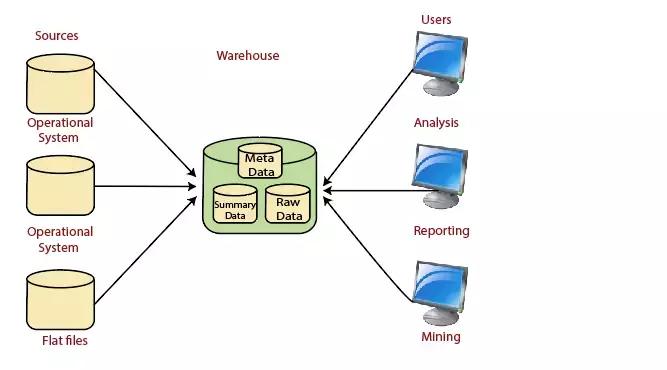 Sources
Warehouse
Users
Operational
System
Operational
System
Flat files
Meta
Data
Summary
Data
Raw
Data
Analysis
Reporting
Mining